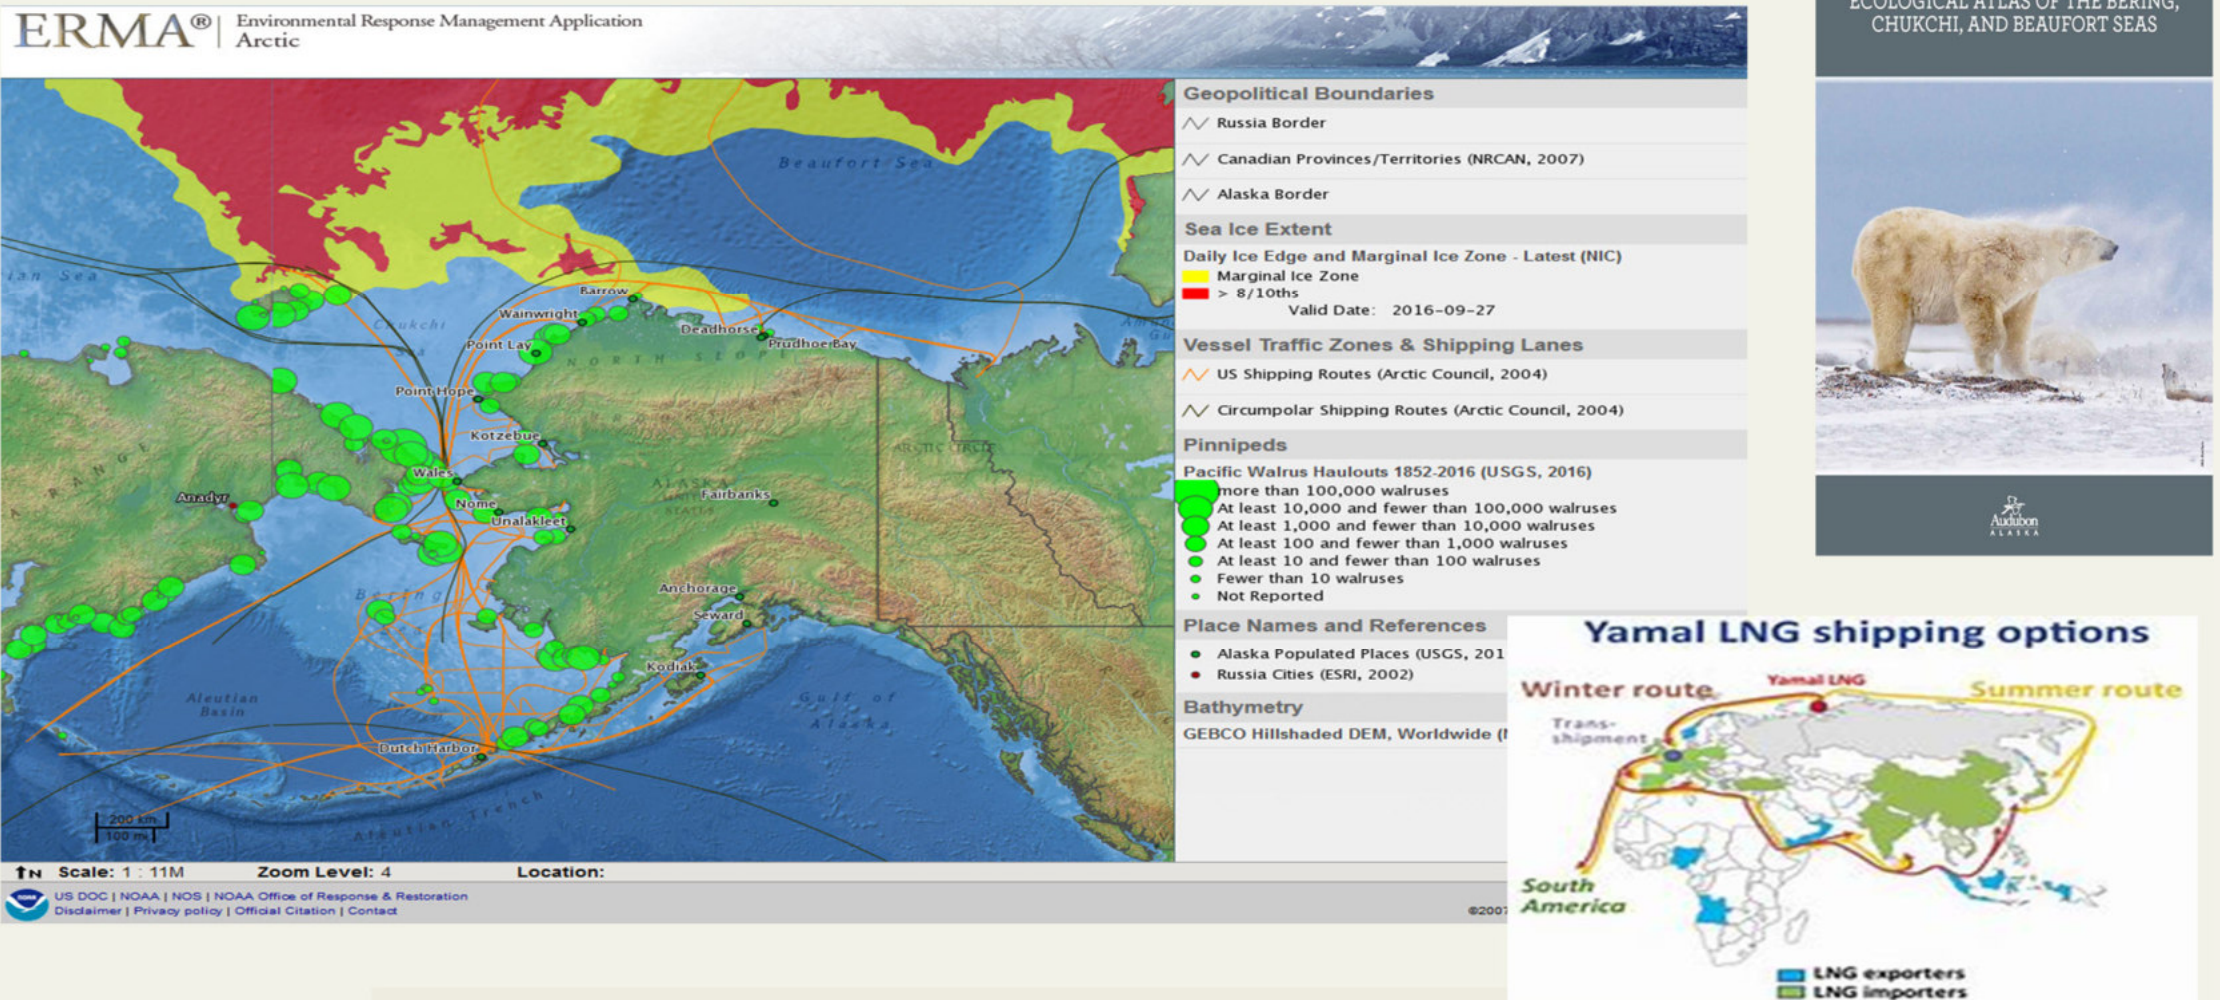 ERMA® Environmental Response Management Application
Arctic
Beaufort Sea
ian Sea
Chukchi
Sea
Barrow
Wainwright
Deadhorse
Point Lay
Prudhoe Bay
NORTH SLOPE
Point Hope
Kotzebue
ARCTIC CIRCLE
RANGE
Wales
ALASKA
Anadyr
Fairbanks
Nome
Unalakleet
Anchorage
Bering
Seward
Kodiak
Aleutian
Basin
Gulf of
Alaska
Dutch Harbor
Aleutian Trench
200 km
100 mi
N Scale: 1 : 11M Zoom Level: 4 Location:
US DOC | NOAA | NOS | NOAA Office of Response & Restoration
Disclaimer | Privacy policy | Official Citation | Contact
©2007
Geopolitical Boundaries
Russia Border
Canadian Provinces/Territories (NRCAN, 2007)
Alaska Border
Sea Ice Extent
Daily Ice Edge and Marginal Ice Zone - Latest (NIC)
Marginal Ice Zone
> 8/10ths
Valid Date: 2016-09-27
Vessel Traffic Zones & Shipping Lanes
US Shipping Routes (Arctic Council, 2004)
Circumpolar Shipping Routes (Arctic Council, 2004)
Pinnipeds
Pacific Walrus Haulouts 1852-2016 (USGS, 2016)
more than 100,000 walruses
At least 10,000 and fewer than 100,000 walruses
At least 1,000 and fewer than 10,000 walruses
At least 100 and fewer than 1,000 walruses
At least 10 and fewer than 100 walruses
Fewer than 10 walruses
Not Reported
Place Names and References
Alaska Populated Places (USGS, 201
Russia Cities (ESRI, 2002)
Bathymetry
GEBCO Hillshaded DEM, Worldwide (
ECOLOGICAL ATLAS OF THE BERING,
CHUKCHI, AND BEAUFORT SEAS
Audubon
ALASKA
Yamal LNG shipping options
Yamal LNG
Winter route
Summer route
Trans-
shipment
South
America
LNG exporters
LNG importers